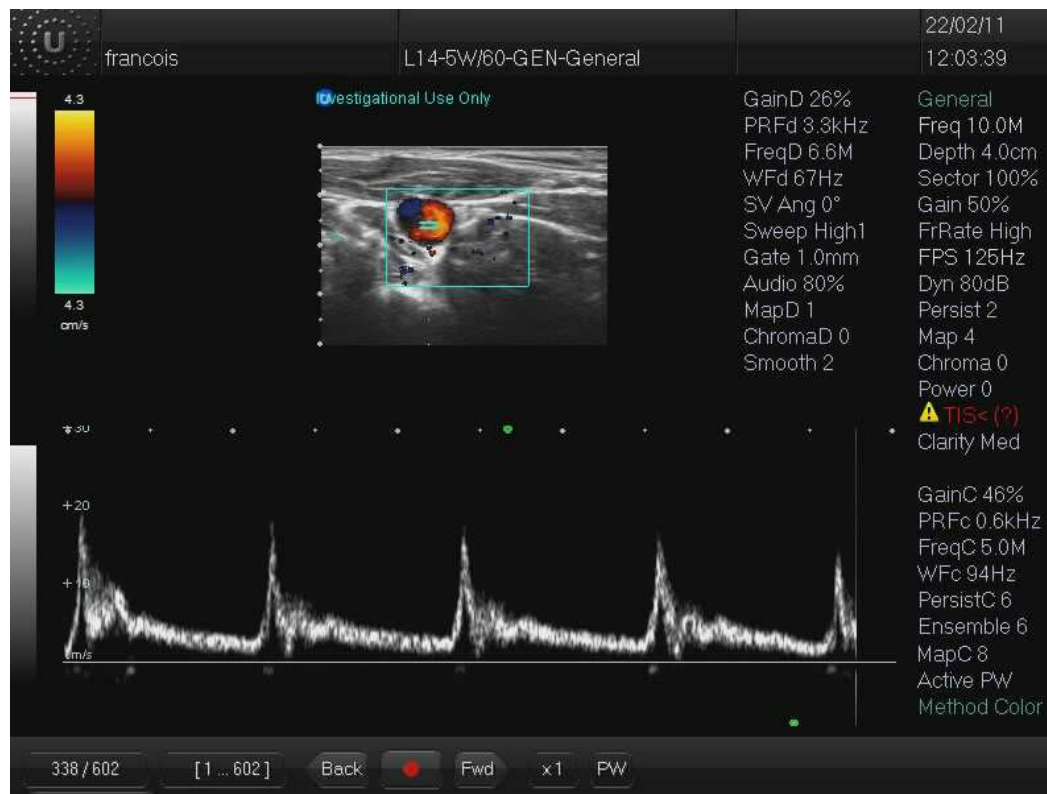 U
francois
L14-5W/60-GEN-General
22/02/11
12:03:39
4.3
4.3
cm/s
Investigational Use Only
GainD 26%
PRFd 3.3kHz
FreqD 6.6M
WFd 67Hz
SV Ang 0°
Sweep High1
Gate 1.0mm
Audio 80%
MapD 1
ChromaD 0
Smooth 2
General
Freq 10.0M
Depth 4.0cm
Sector 100%
Gain 50%
FrRate High
FPS 125Hz
Dyn 80dB
Persist 2
Map 4
Chroma 0
Power 0
TIS< (?)
Clarity Med
GainC 46%
PRFc 0.6kHz
FreqC 5.0M
WFc 94Hz
PersistC 6
Ensemble 6
MapC 8
Active PW
Method Color
+30
+20
+10
cm/s
338 / 602
[ 1 ... 602 ]
Back
Fwd
x 1
PW